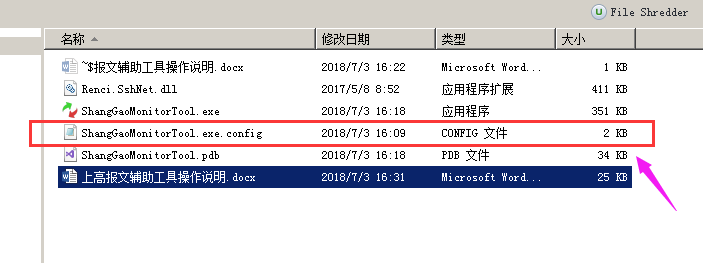 File Shredder
名称 修改日期 类型 大小
~$报文辅助工具操作说明.docx 2018/7/3 16:22 Microsoft Word... 1 KB
Renci.SshNet.dll 2017/5/8 8:52 应用程序扩展 411 KB
ShangGaoMonitorTool.exe 2018/7/3 16:18 应用程序 351 KB
ShangGaoMonitorTool.exe.config 2018/7/3 16:09 CONFIG 文件 2 KB
ShangGaoMonitorTool.pdb 2018/7/3 16:18 PDB 文件 34 KB
上高报文辅助工具操作说明.docx 2018/7/3 16:31 Microsoft Word... 25 KB